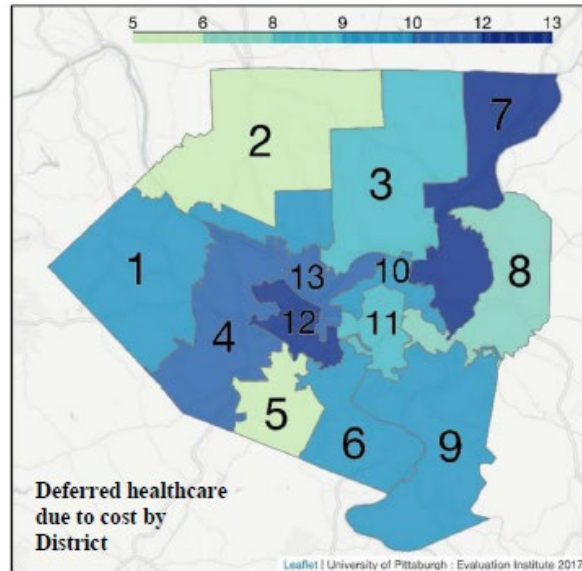 5 6 8 9 10 12 13
7
2
3
8
1
13 10
12 11
4
5
6 9
Deferred healthcare
due to cost by
District
Leaflet | University of Pittsburgh : Evaluation Institute 2017